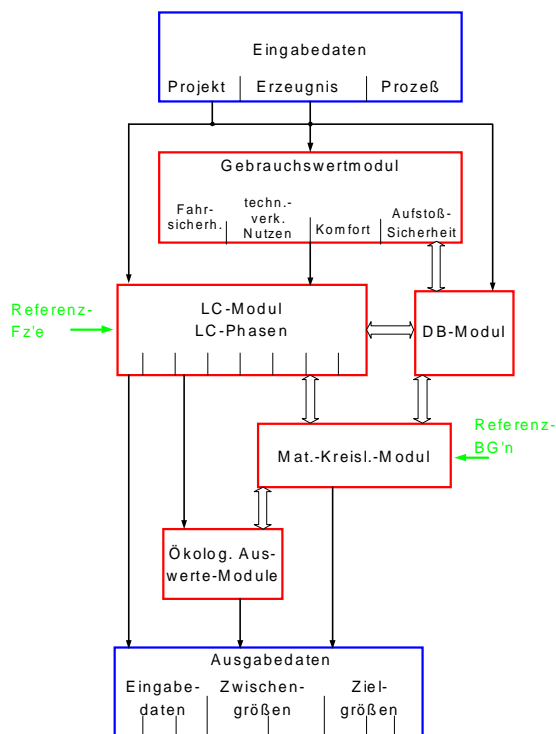 Eingabedaten
Projekt Erzeugnis Prozeß
Gebrauchswertmodul
Fahr-
sicherh.
techn.-
verk.
Nutzen
Komfort
Aufstoß-
Sicherheit
Referenz-
Fz'e
LC-Modul
LC-Phasen
DB-Modul
Referenz-
BG'n
Mat.-Kreisl.-Modul
Ökolog. Aus-
werte-Module
Ausgabedaten
Eingabe-
daten
Zwischen-
größen
Ziel-
größen